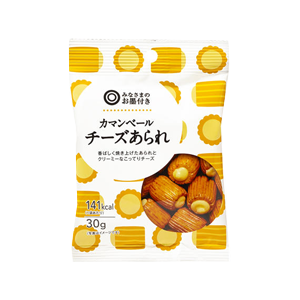 みなさまの
お墨付き
カマンベール
チーズあられ
香ばしく焼き上げたあられと
クリーミーなこってりチーズ
141kcal
30g